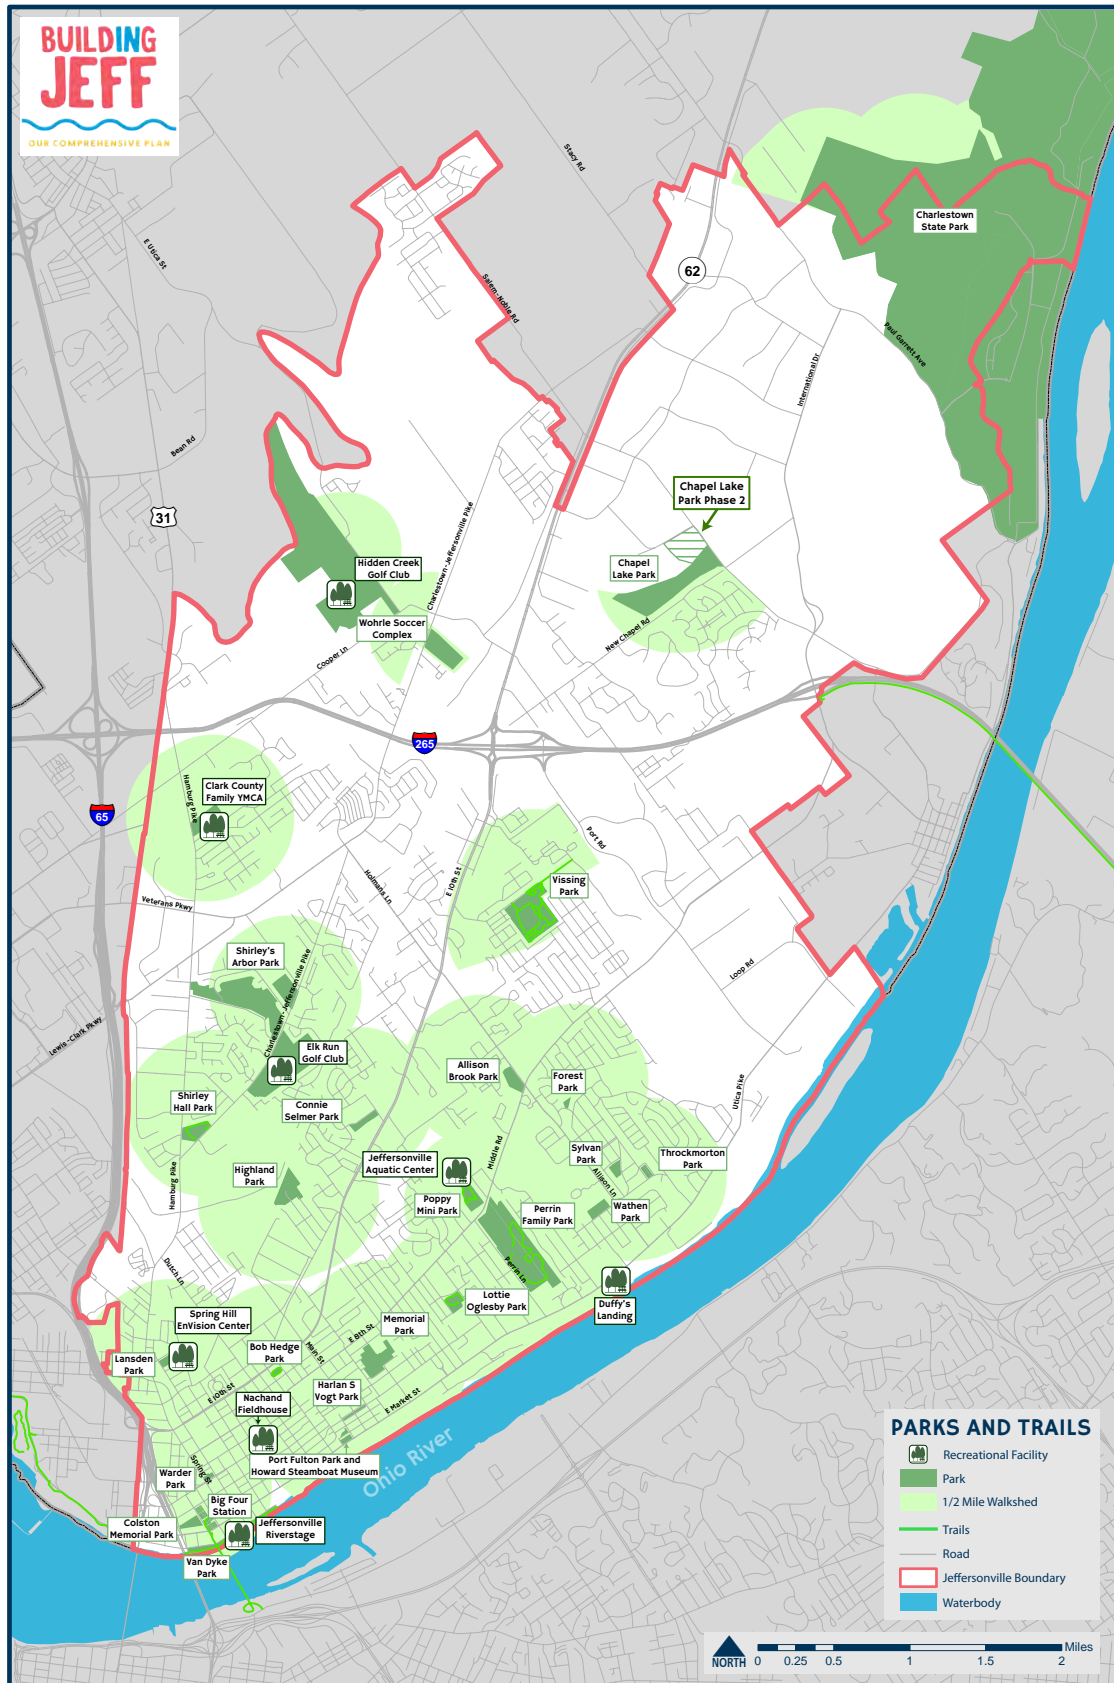 BUILDING
JEFF
OUR COMPREHENSIVE PLAN
Stacy Rd
E Utica St
Charlestown
State Park
62
Salem-Noble Rd
Paul Garrett Ave
International Dr
Bean Rd
31
Chapel Lake
Park Phase 2
Charlestown-Jeffersonville Pike
Hidden Creek
Golf Club
Chapel
Lake Park
Wohrle Soccer
Complex
New Chapel Rd
Cooper Ln
265
65
Hamburg Pike
Clark County
Family YMCA
Port Rd
Holmans Ln
E 10th St
Vissing
Park
Veterans Pkwy
Shirley's
Arbor Park
Charlestown-Jeffersonville Pike
Loop Rd
Lewis-Clark Pkwy
Elk Run
Golf Club
Allison
Brook Park
Forest
Park
Utica Pike
Shirley
Hall Park
Connie
Selmer Park
Middle Rd
Jeffersonville
Aquatic Center
Sylvan
Park
Throckmorton
Park
Allison Ln
Highland
Park
Hamburg Pike
Poppy
Mini Park
Perrin
Family Park
Wathen
Park
Perrin Ln
Dutch Ln
Lottie
Oglesby Park
Duffy's
Landing
Spring Hill
EnVision Center
Memorial
Park
E 8th St
Main St
Bob Hedge
Park
Lansden
Park
E 10th St
Harlan S
Vogt Park
E Market St
Nachand
Fieldhouse
Port Fulton Park and
Howard Steamboat Museum
Ohio River
Spring St
Warder
Park
Big Four
Station
Colston
Memorial Park
Jeffersonville
Riverstage
Van Dyke
Park
PARKS AND TRAILS
Recreational Facility
Park
1/2 Mile Walkshed
Trails
Road
Jeffersonville Boundary
Waterbody
NORTH
0 0.25 0.5 1 1.5 2
Miles